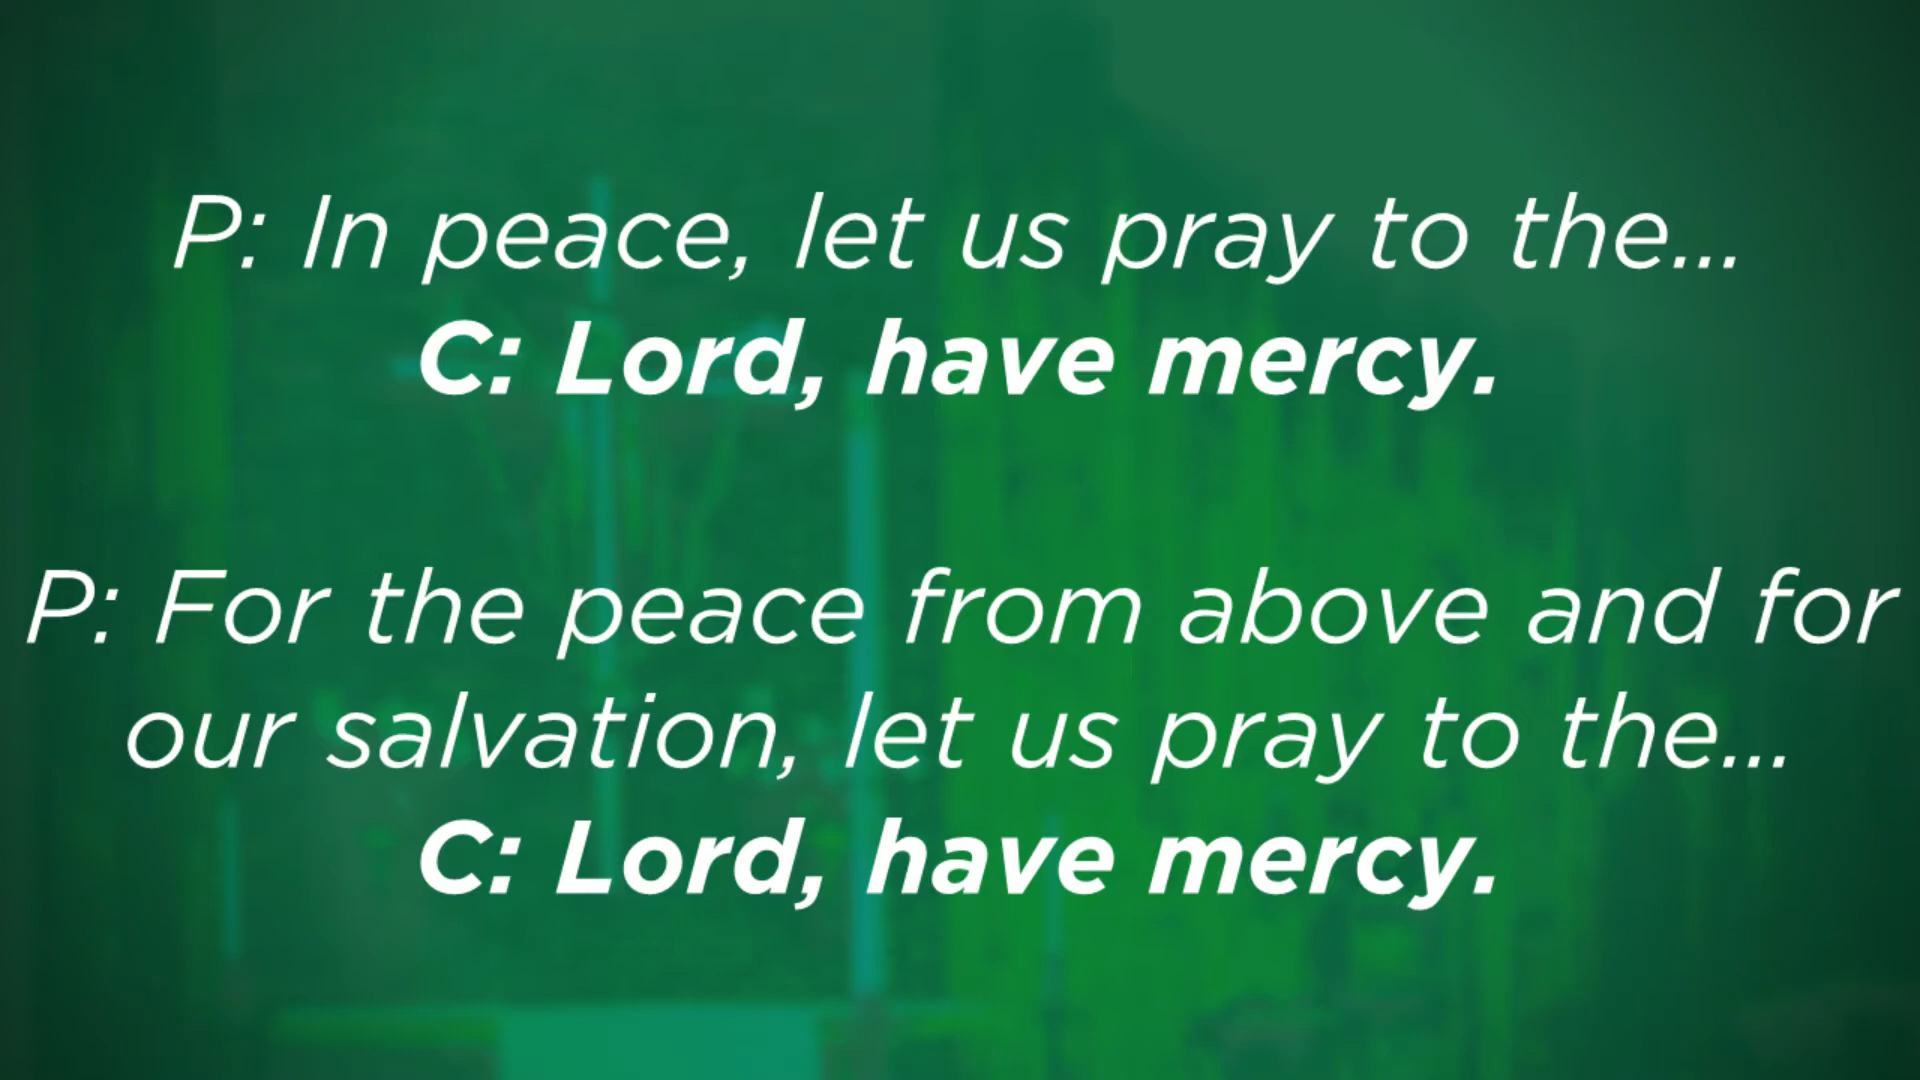 P: In peace, let us pray to the...
C: Lord, have mercy.
P: For the peace from above and for
our salvation, let us pray to the...
C: Lord, have mercy.